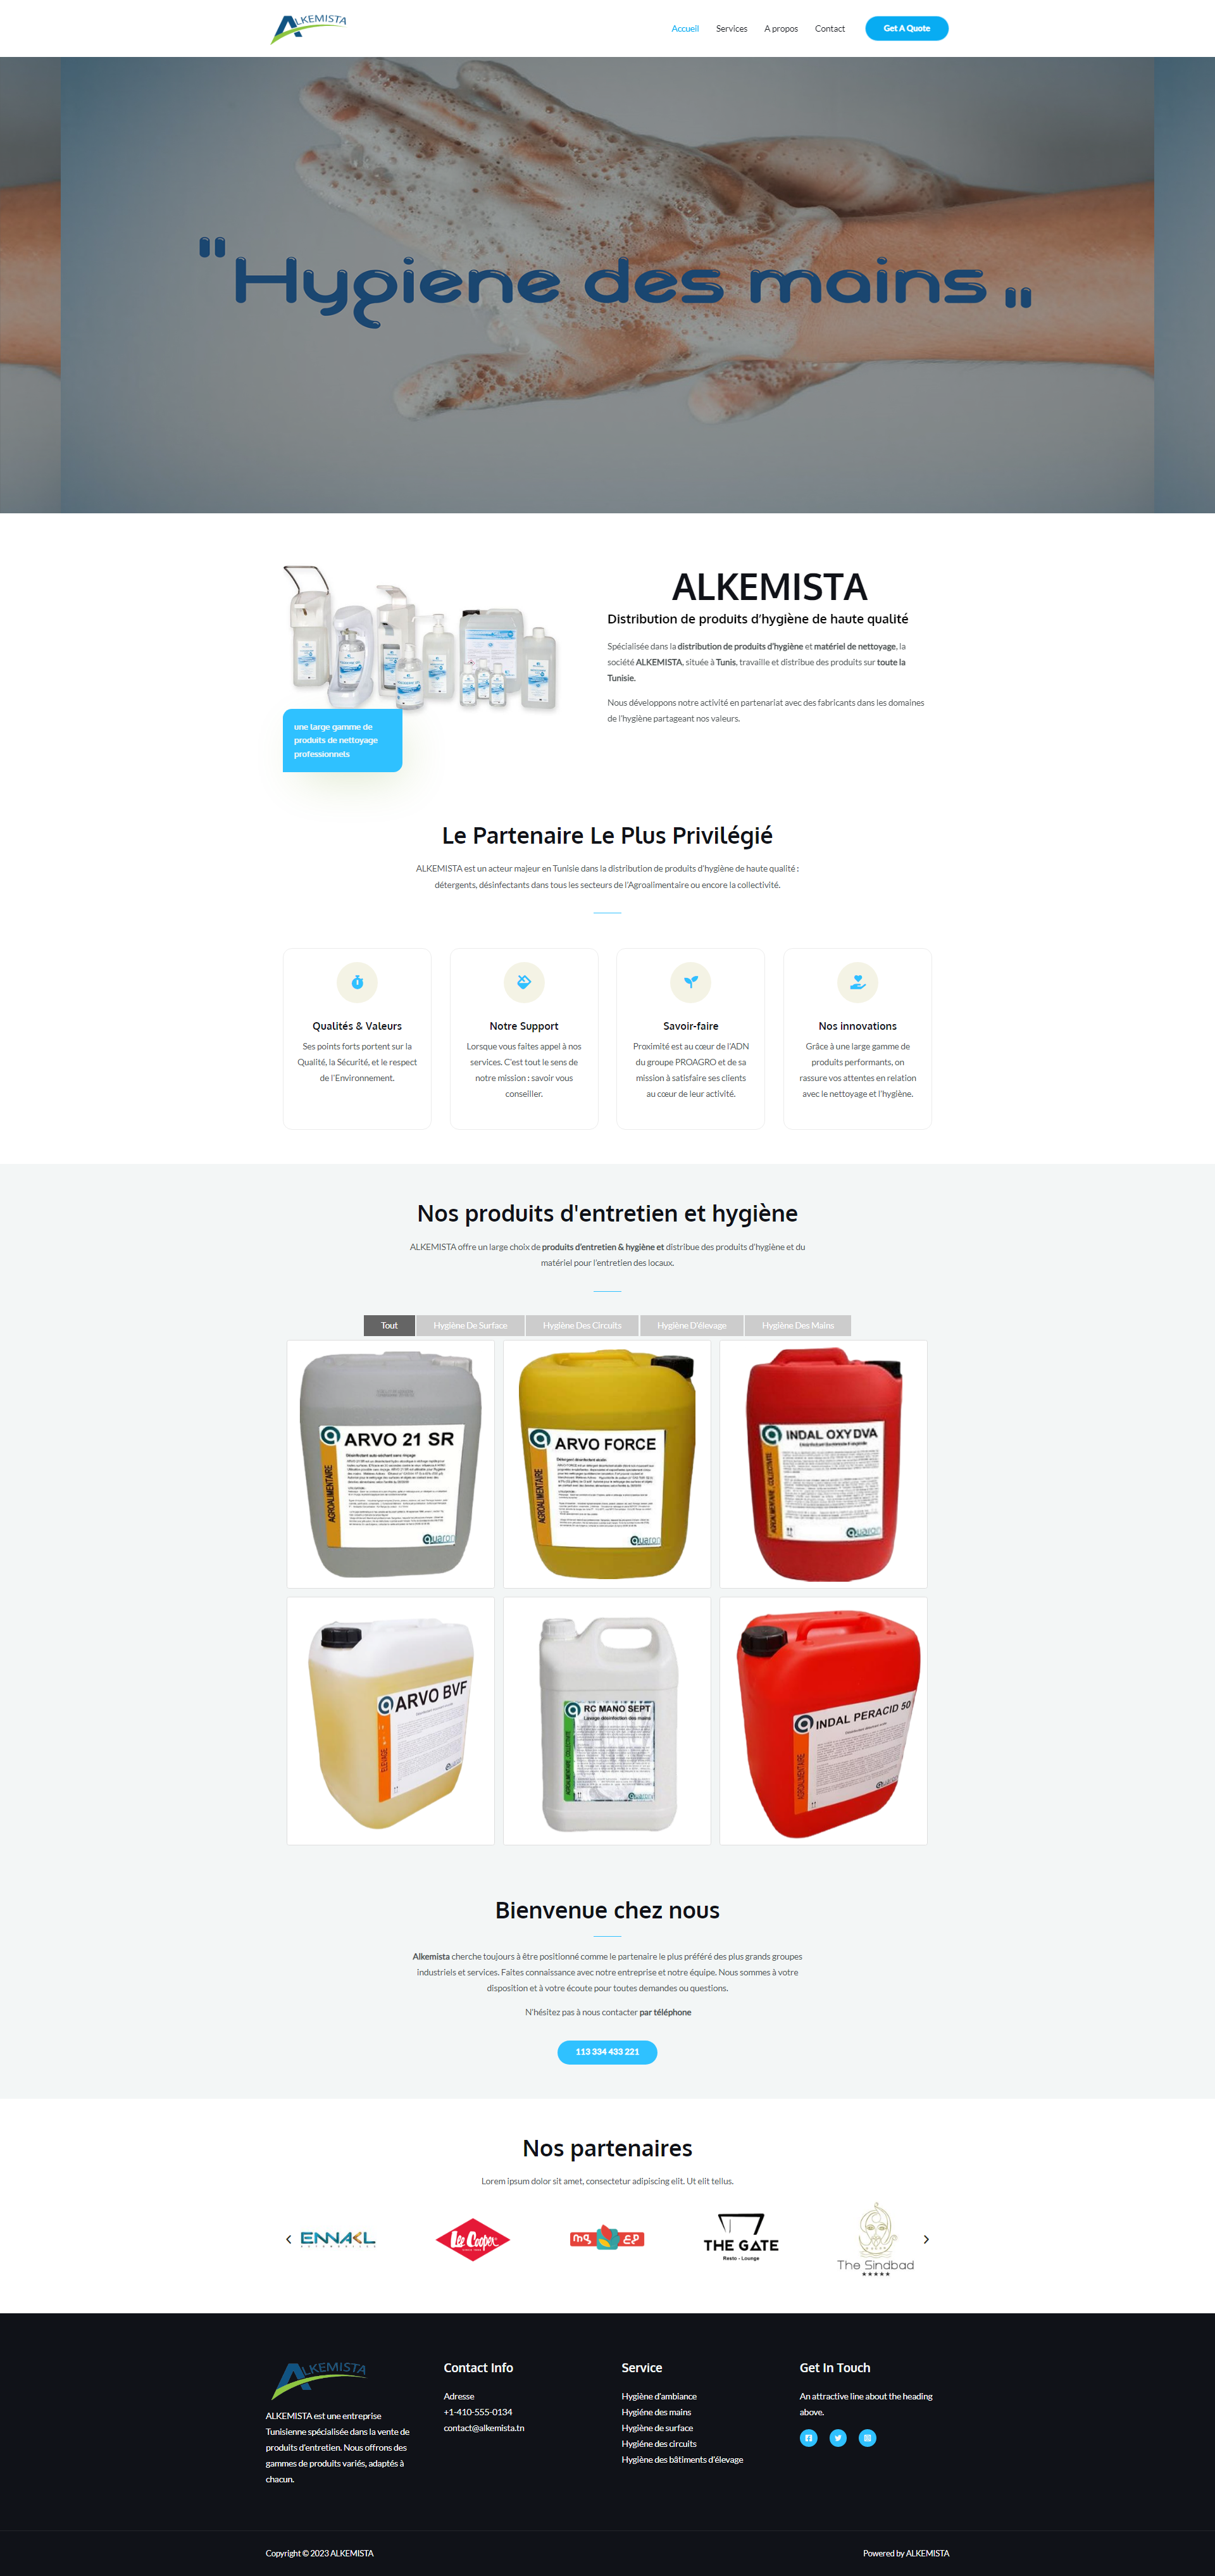 ALKEMISTA
Accueil Services A propos Contact Get A Quote
"Hygiene des mains"
ALKEMISTA
Distribution de produits d'hygiène de haute qualité
Spécialisée dans la distribution de produits d'hygiène et matériel de nettoyage, la
société ALKEMISTA, située à Tunis, travaille et distribue des produits sur toute la
Tunisie.
Nous développons notre activité en partenariat avec des fabricants dans les domaines
de l'hygiène partageant nos valeurs.
une large gamme de
produits de nettoyage
professionnels
Le Partenaire Le Plus Privilégié
ALKEMISTA est un acteur majeur en Tunisie dans la distribution de produits d'hygiène de haute qualité :
détergents, désinfectants dans tous les secteurs de l'Agroalimentaire ou encore la collectivité.
Qualités & Valeurs
Ses points forts portent sur la
Qualité, la Sécurité, et le respect
de l'Environnement.
Notre Support
Lorsque vous faites appel à nos
services. C'est tout le sens de
notre mission : savoir vous
conseiller.
Savoir-faire
Proximité est au cœur de l'ADN
du groupe PROAGRO et de sa
mission à satisfaire ses clients
au cœur de leur activité.
Nos innovations
Grâce à une large gamme de
produits performants, on
rassure vos attentes en relation
avec le nettoyage et l'hygiène.
Nos produits d'entretien et hygiène
ALKEMISTA offre un large choix de produits d'entretien & hygiène et distribue des produits d'hygiène et du
matériel pour l'entretien des locaux.
Tout Hygiène De Surface Hygiène Des Circuits Hygiène D'élevage Hygiène Des Mains
ARVO 21 SR
AGROALIMENTAIRE
Quaron
ARVO FORCE
AGROALIMENTAIRE
Quaron
INDAL OXYDVA
Quaron
ARVO BVF
ELEVAGE
RC MANO SEPT
Quaron
INDAL PERACID 50
AGROALIMENTAIRE
Bienvenue chez nous
Alkemista cherche toujours à être positionné comme le partenaire le plus préféré des plus grands groupes
industriels et services. Faites connaissance avec notre entreprise et notre équipe. Nous sommes à votre
disposition et à votre écoute pour toutes demandes ou questions.
N'hésitez pas à nous contacter par téléphone
113 334 433 221
Nos partenaires
Lorem ipsum dolor sit amet, consectetur adipiscing elit. Ut elit tellus.
ENNAKL
AUTOMOBILES
Lee Cooper
THE GATE
Resto - Lounge
The Sindbad
ALKEMISTA
ALKEMISTA est une entreprise
Tunisienne spécialisée dans la vente de
produits d'entretien. Nous offrons des
gammes de produits variés, adaptés à
chacun.
Contact Info
Adresse
+1-410-555-0134
contact@alkemista.tn
Service
Hygiène d'ambiance
Hygiéne des mains
Hygiène de surface
Hygiéne des circuits
Hygiène des bâtiments d'élevage
Get In Touch
An attractive line about the heading
above.
Copyright © 2023 ALKEMISTA
Powered by ALKEMISTA